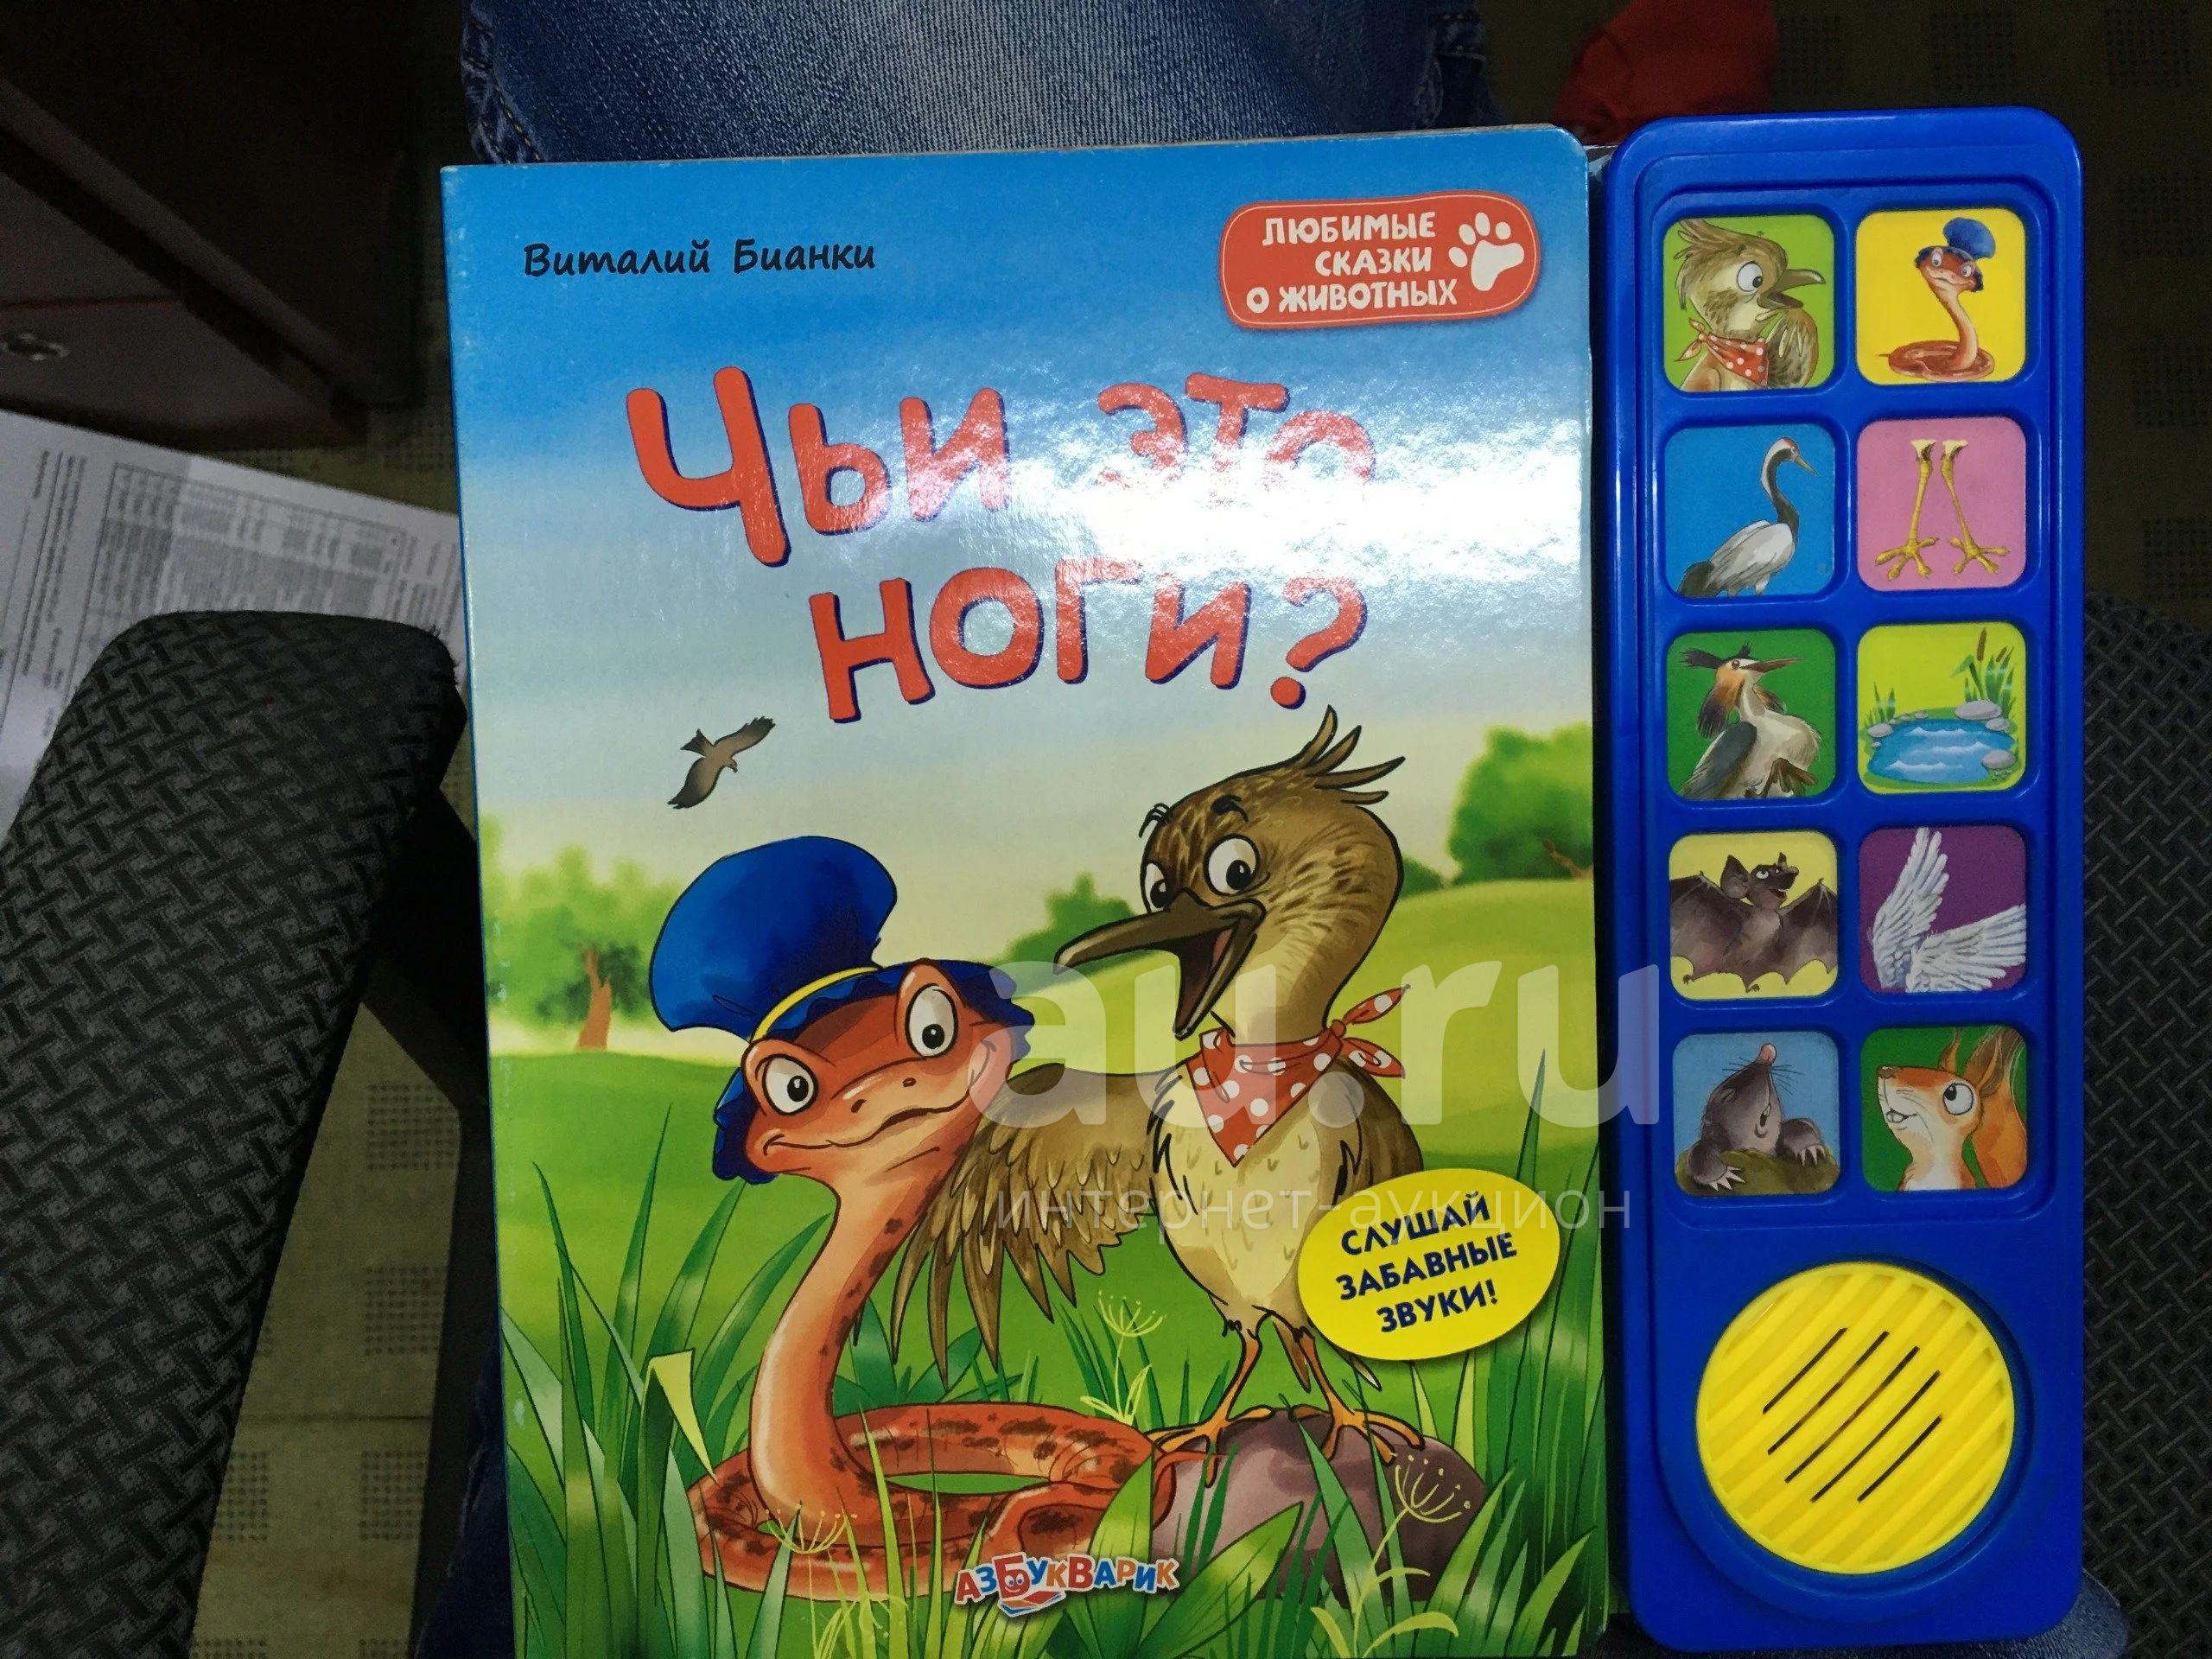 Виталий Бианки
ЛЮБИМЫЕ
СКАЗКИ
О ЖИВОТНЫХ
Чьи это
ноги?
au.ru
интернет-аукцион
СЛУШАЙ
ЗАБАВНЫЕ
ЗВУКИ!
АЗБУКВАРИК